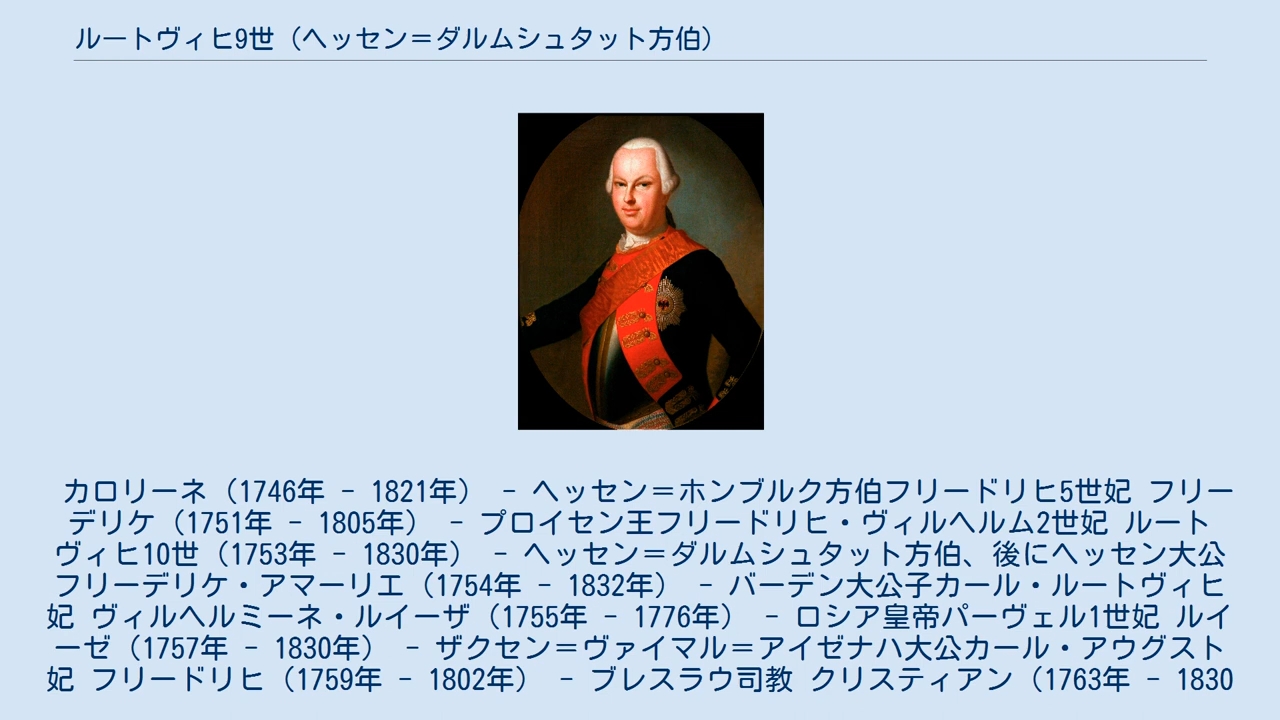 ルートヴィヒ9世（ヘッセン＝ダルムシュタット方伯）
カロリーネ（1746年 - 1821年） - ヘッセン＝ホンブルク方伯フリードリヒ5世妃 フリー
デリケ（1751年 - 1805年） - プロイセン王フリードリヒ・ヴィルヘルム2世妃 ルート
ヴィヒ10世（1753年 - 1830年） - ヘッセン＝ダルムシュタット方伯、後にヘッセン大公
フリーデリケ・アマーリエ（1754年 - 1832年） - バーデン大公子カール・ルートヴィヒ
妃 ヴィルヘルミーネ・ルイーザ（1755年 - 1776年） - ロシア皇帝パーヴェル1世妃 ルイ
ーゼ（1757年 - 1830年） - ザクセン＝ヴァイマル＝アイゼナハ大公カール・アウグスト
妃 フリードリヒ（1759年 - 1802年） - ブレスラウ司教 クリスティアン（1763年 - 1830